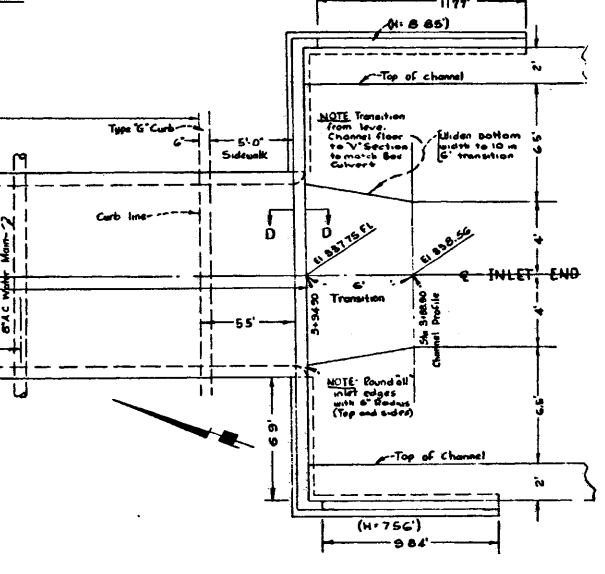 11.77'
(H= 8.85')
Top of channel
2'
Type "G" Curb
6"
5'-0"
Sidewalk
NOTE Transition
from level
Channel floor
to "V" Section
to match Box
Culvert
Widen bottom
width to 10 in
6' transition
6.5'
Curb line
D
D
8" A.C. Water Main
El 837.75 FL
El 838.56
4'
℄ INLET END
6'
Transition
5+94.90
Sta 5+88.90
Channel Profile
4'
5.5'
NOTE- Round all
inlet edges
with 6" Radius
(Top and sides)
6.9'
6.5'
Top of Channel
2'
(H= 7.56')
9.84'